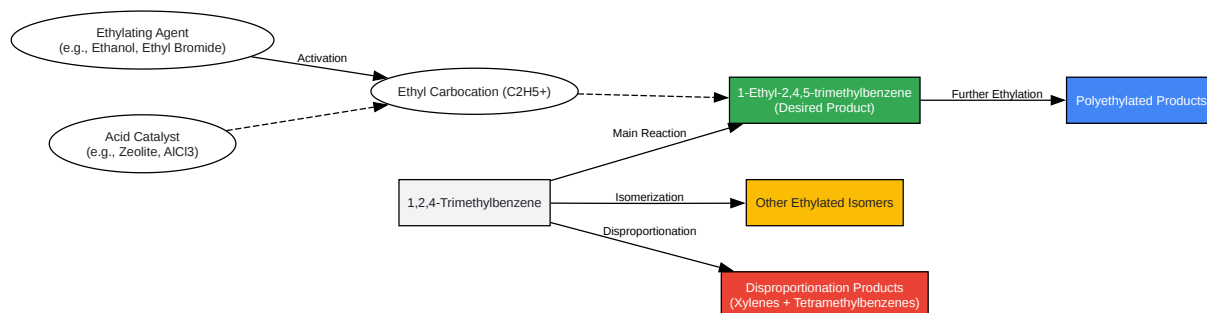 Ethylating Agent
(e.g., Ethanol, Ethyl Bromide)
Activation
Ethyl Carbocation (C2H5+)
Acid Catalyst
(e.g., Zeolite, AlCl3)
1-Ethyl-2,4,5-trimethylbenzene
(Desired Product)
Further Ethylation
Polyethylated Products
Main Reaction
1,2,4-Trimethylbenzene
Isomerization
Other Ethylated Isomers
Disproportionation
Disproportionation Products
(Xylenes + Tetramethylbenzenes)